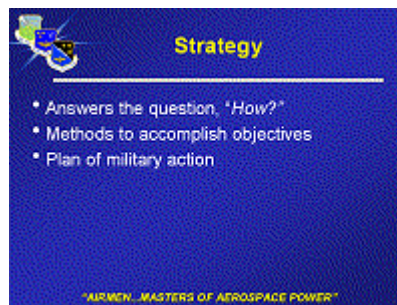 Strategy
• Answers the question, "How?"
• Methods to accomplish objectives
• Plan of military action
"AIRMEN...MASTERS OF AEROSPACE POWER"